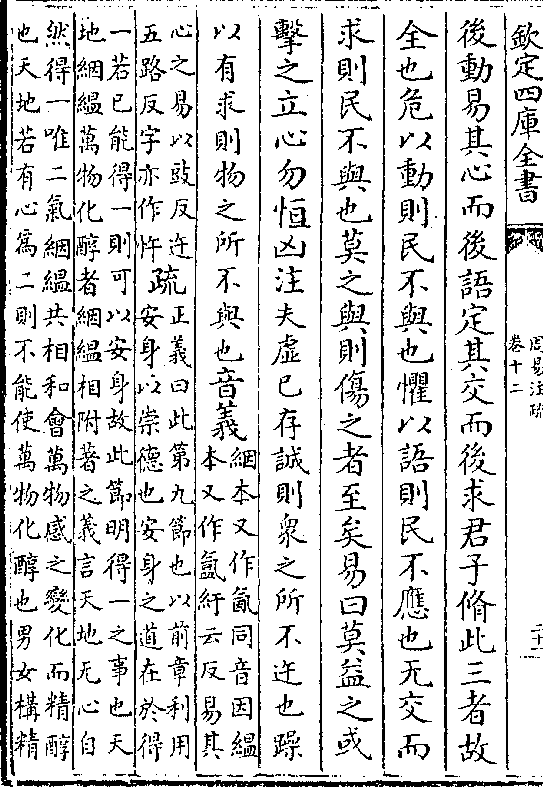 欽定四庫全書
周易注疏
卷十二
後動易其心而後語定其交而後求君子脩此三者故
全也危以動則民不與也懼以語則民不應也无交而
求則民不與也莫之與則傷之者至矣易曰莫益之或
擊之立心勿恒凶注夫虛已存誠則衆之所不迕也躁
以有求則物之所不與也音義
絪本又作氤同音因緼
本又作氲紆云反易其
心之易以豉反迕
五路反字亦作忤
疏
正義曰此第九節也以前章利用
安身以崇德也安身之道在於得
一若已能得一則可以安身故此節明得一之事也天
地絪緼萬物化醇者絪緼相附著之義言天地无心自
然得一唯二氣絪緼共相和會萬物感之變化而精醇
也天地若有心為二則不能使萬物化醇也男女構精